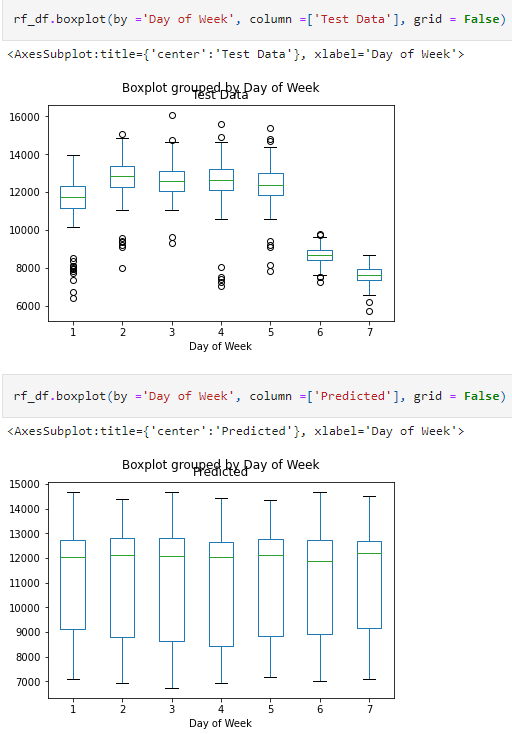 rf_df.boxplot(by ='Day of Week', column =['Test Data'], grid = False)
<AxesSubplot:title={'center':'Test Data'}, xlabel='Day of Week'>
Boxplot grouped by Day of Week
Test Data
16000
14000
12000
10000
8000
6000
1 2 3 4 5 6 7
Day of Week
rf_df.boxplot(by ='Day of Week', column =['Predicted'], grid = False)
<AxesSubplot:title={'center':'Predicted'}, xlabel='Day of Week'>
Boxplot grouped by Day of Week
Predicted
15000
14000
13000
12000
11000
10000
9000
8000
7000
1 2 3 4 5 6 7
Day of Week